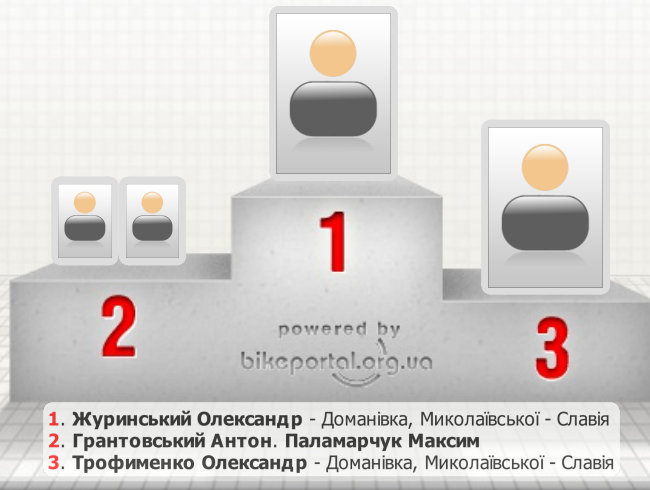 1
2
3
powered by
bikeportal.org.ua
1. Журинський Олександр - Доманівка, Миколаївської - Славія
2. Грантовський Антон. Паламарчук Максим
3. Трофименко Олександр - Доманівка, Миколаївської - Славія